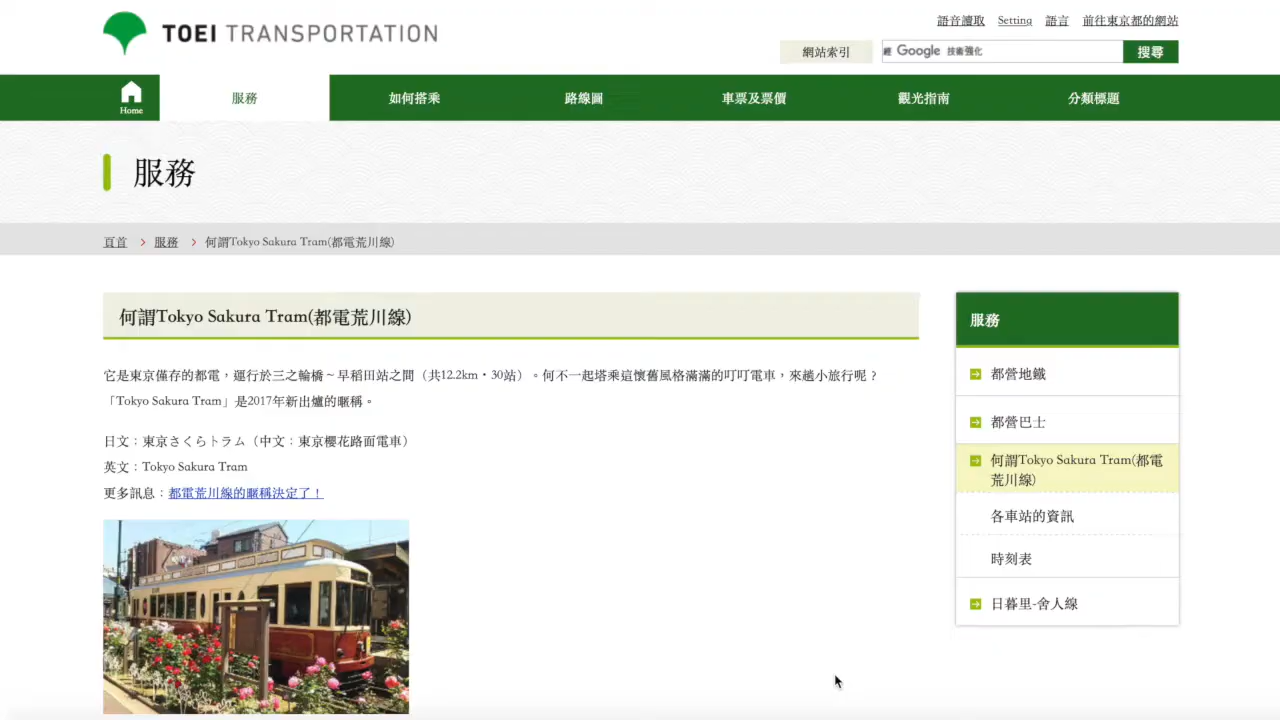 TOEI TRANSPORTATION
語音讀取 Setting 語言 前往東京都的網站
網站索引 Google 技術強化 搜尋
Home 服務 如何搭乘 路線圖 車票及票價 觀光指南 分類標題
服務
頁首 > 服務 > 何謂Tokyo Sakura Tram(都電荒川線)
何謂Tokyo Sakura Tram(都電荒川線)
它是東京僅存的都電，運行於三之輪橋～早稻田站之間（共12.2km・30站）。何不一起搭乘這懷舊風格滿滿的叮叮電車，來趟小旅行呢？
「Tokyo Sakura Tram」是2017年新出爐的暱稱。
日文：東京さくらトラム（中文：東京櫻花路面電車）
英文：Tokyo Sakura Tram
更多訊息：都電荒川線的暱稱決定了！
服務
都營地鐵
都營巴士
何謂Tokyo Sakura Tram(都電
荒川線)
各車站的資訊
時刻表
日暮里-舍人線